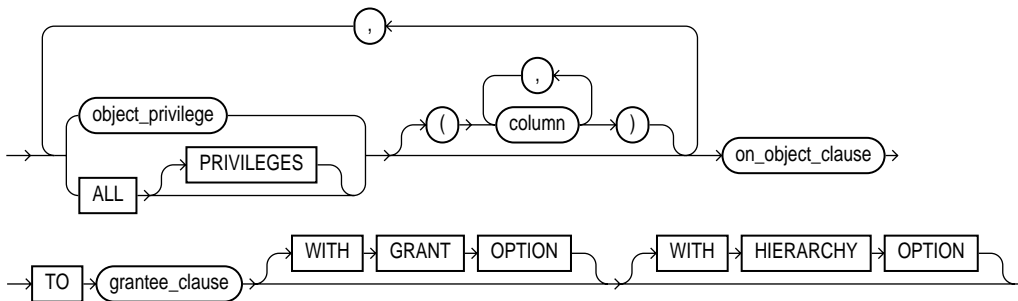 ,
,
object_privilege ( column )
PRIVILEGES on_object_clause
ALL
WITH GRANT OPTION WITH HIERARCHY OPTION
TO grantee_clause